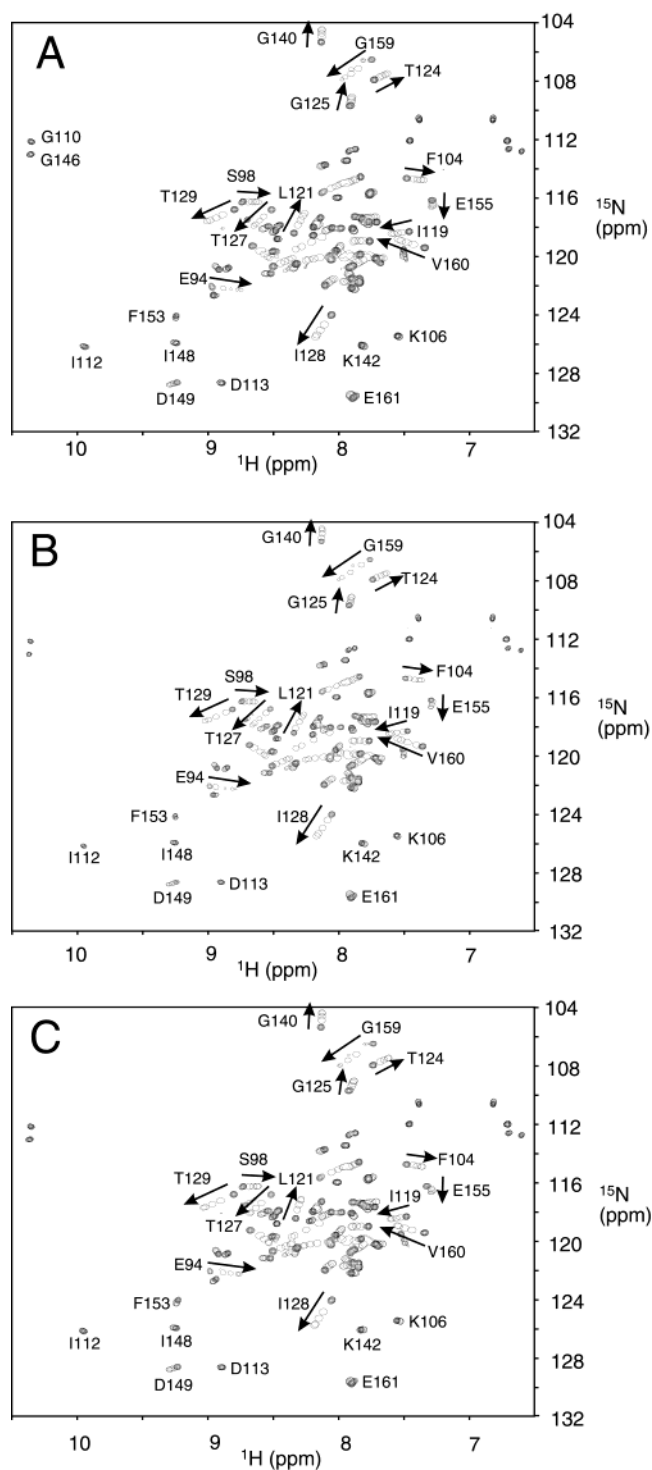 A
104
G140
G159
T124
108
G125
G110
112
G146
F104
S98
L121
T129
116
15N
E155
(ppm)
I119
T127
120
V160
E94
124
F153
I128
K106
I112
I148
K142
D149
D113
128
E161
132
10
9
8
7
1H (ppm)
B
104
G140
G159
T124
108
G125
112
S98
L121
F104
T129
116
15N
E155
(ppm)
I119
T127
120
V160
E94
124
F153
I128
K106
I112
I148
K142
D149
D113
128
E161
132
10
9
8
7
1H (ppm)
C
104
G140
G159
T124
108
G125
112
S98
L121
F104
T129
116
15N
E155
(ppm)
I119
T127
120
V160
E94
124
F153
I128
K106
I112
I148
K142
D149
D113
128
E161
132
10
9
8
7
1H (ppm)